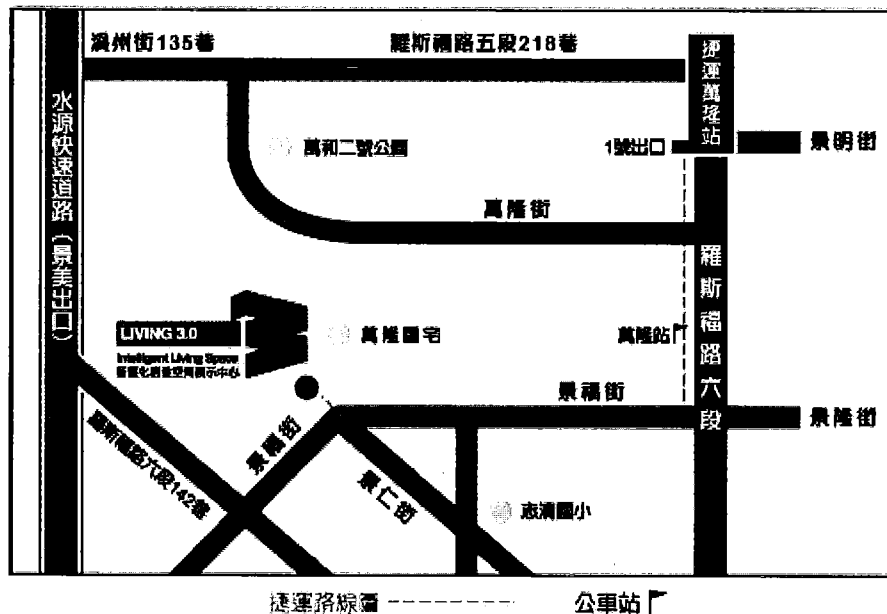 溫州街135巷
羅斯福路五段218巷
捷運萬隆站
水源快速道路（景美出口）
萬和二號公園
1號出口
景明街
萬隆街
羅斯福路六段
LIVING 3.0
Intelligent Living Space
智慧化居住空間展示中心
萬隆國宅
萬隆站
景福街
景隆街
羅斯福路六段142巷
景福街
景仁街
志清國小
捷運路線圖
公車站